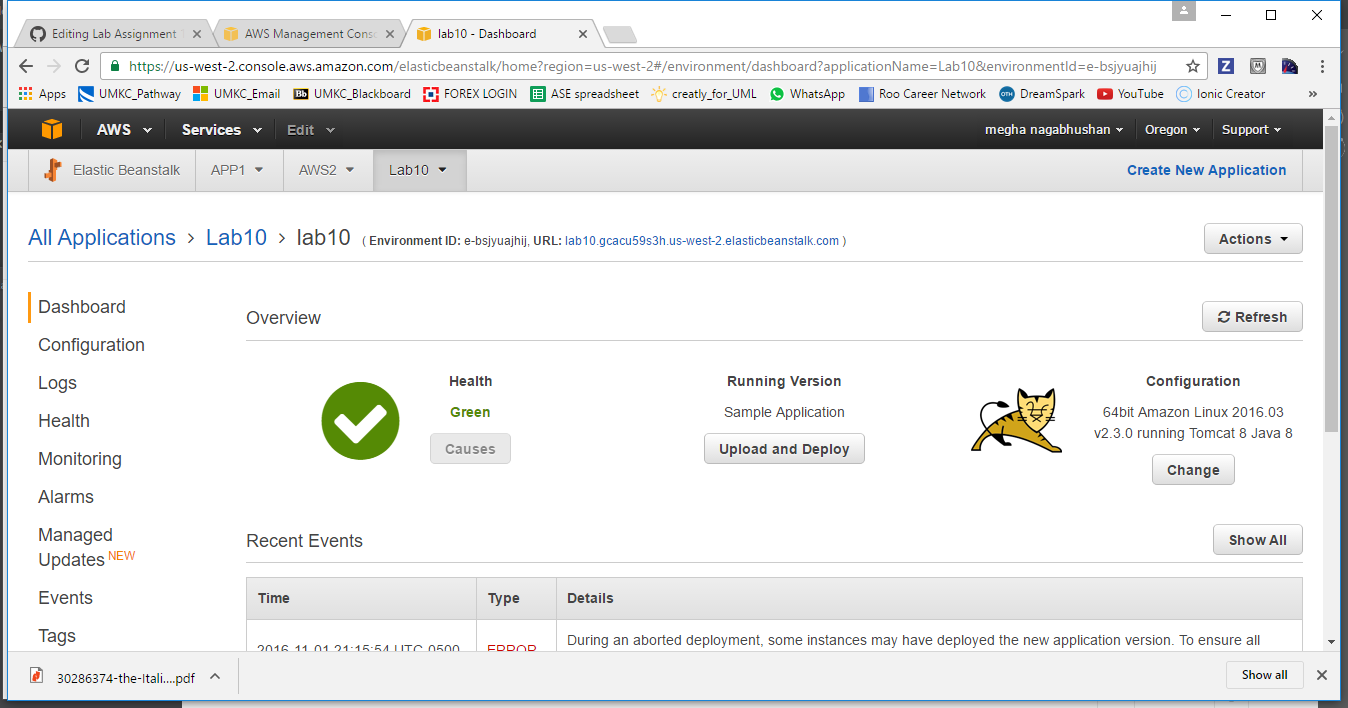 Editing Lab Assignment
AWS Management Conso
lab10 - Dashboard
https://us-west-2.console.aws.amazon.com/elasticbeanstalk/home?region=us-west-2#/environment/dashboard?applicationName=Lab10&environmentId=e-bsjyuajhij
Z
Apps UMKC_Pathway UMKC_Email Bb UMKC_Blackboard FOREX LOGIN ASE spreadsheet creatly_for_UML WhatsApp Roo Career Network OTH DreamSpark YouTube Ionic Creator »
AWS Services Edit megha nagabhushan Oregon Support
Elastic Beanstalk APP1 AWS2 Lab10 Create New Application
All Applications > Lab10 > lab10 ( Environment ID: e-bsjyuajhij, URL: lab10.gcacu59s3h.us-west-2.elasticbeanstalk.com )
Actions
Dashboard
Configuration
Logs
Health
Monitoring
Alarms
Managed
Updates NEW
Events
Tags
Overview
Refresh
Health
Green
Causes
Running Version
Sample Application
Upload and Deploy
Configuration
64bit Amazon Linux 2016.03
v2.3.0 running Tomcat 8 Java 8
Change
Recent Events
Show All
Time Type Details
2016-11-01 21:15:54 UTC-0500 ERROR During an aborted deployment, some instances may have deployed the new application version. To ensure all
30286374-the-Itali....pdf
Show all